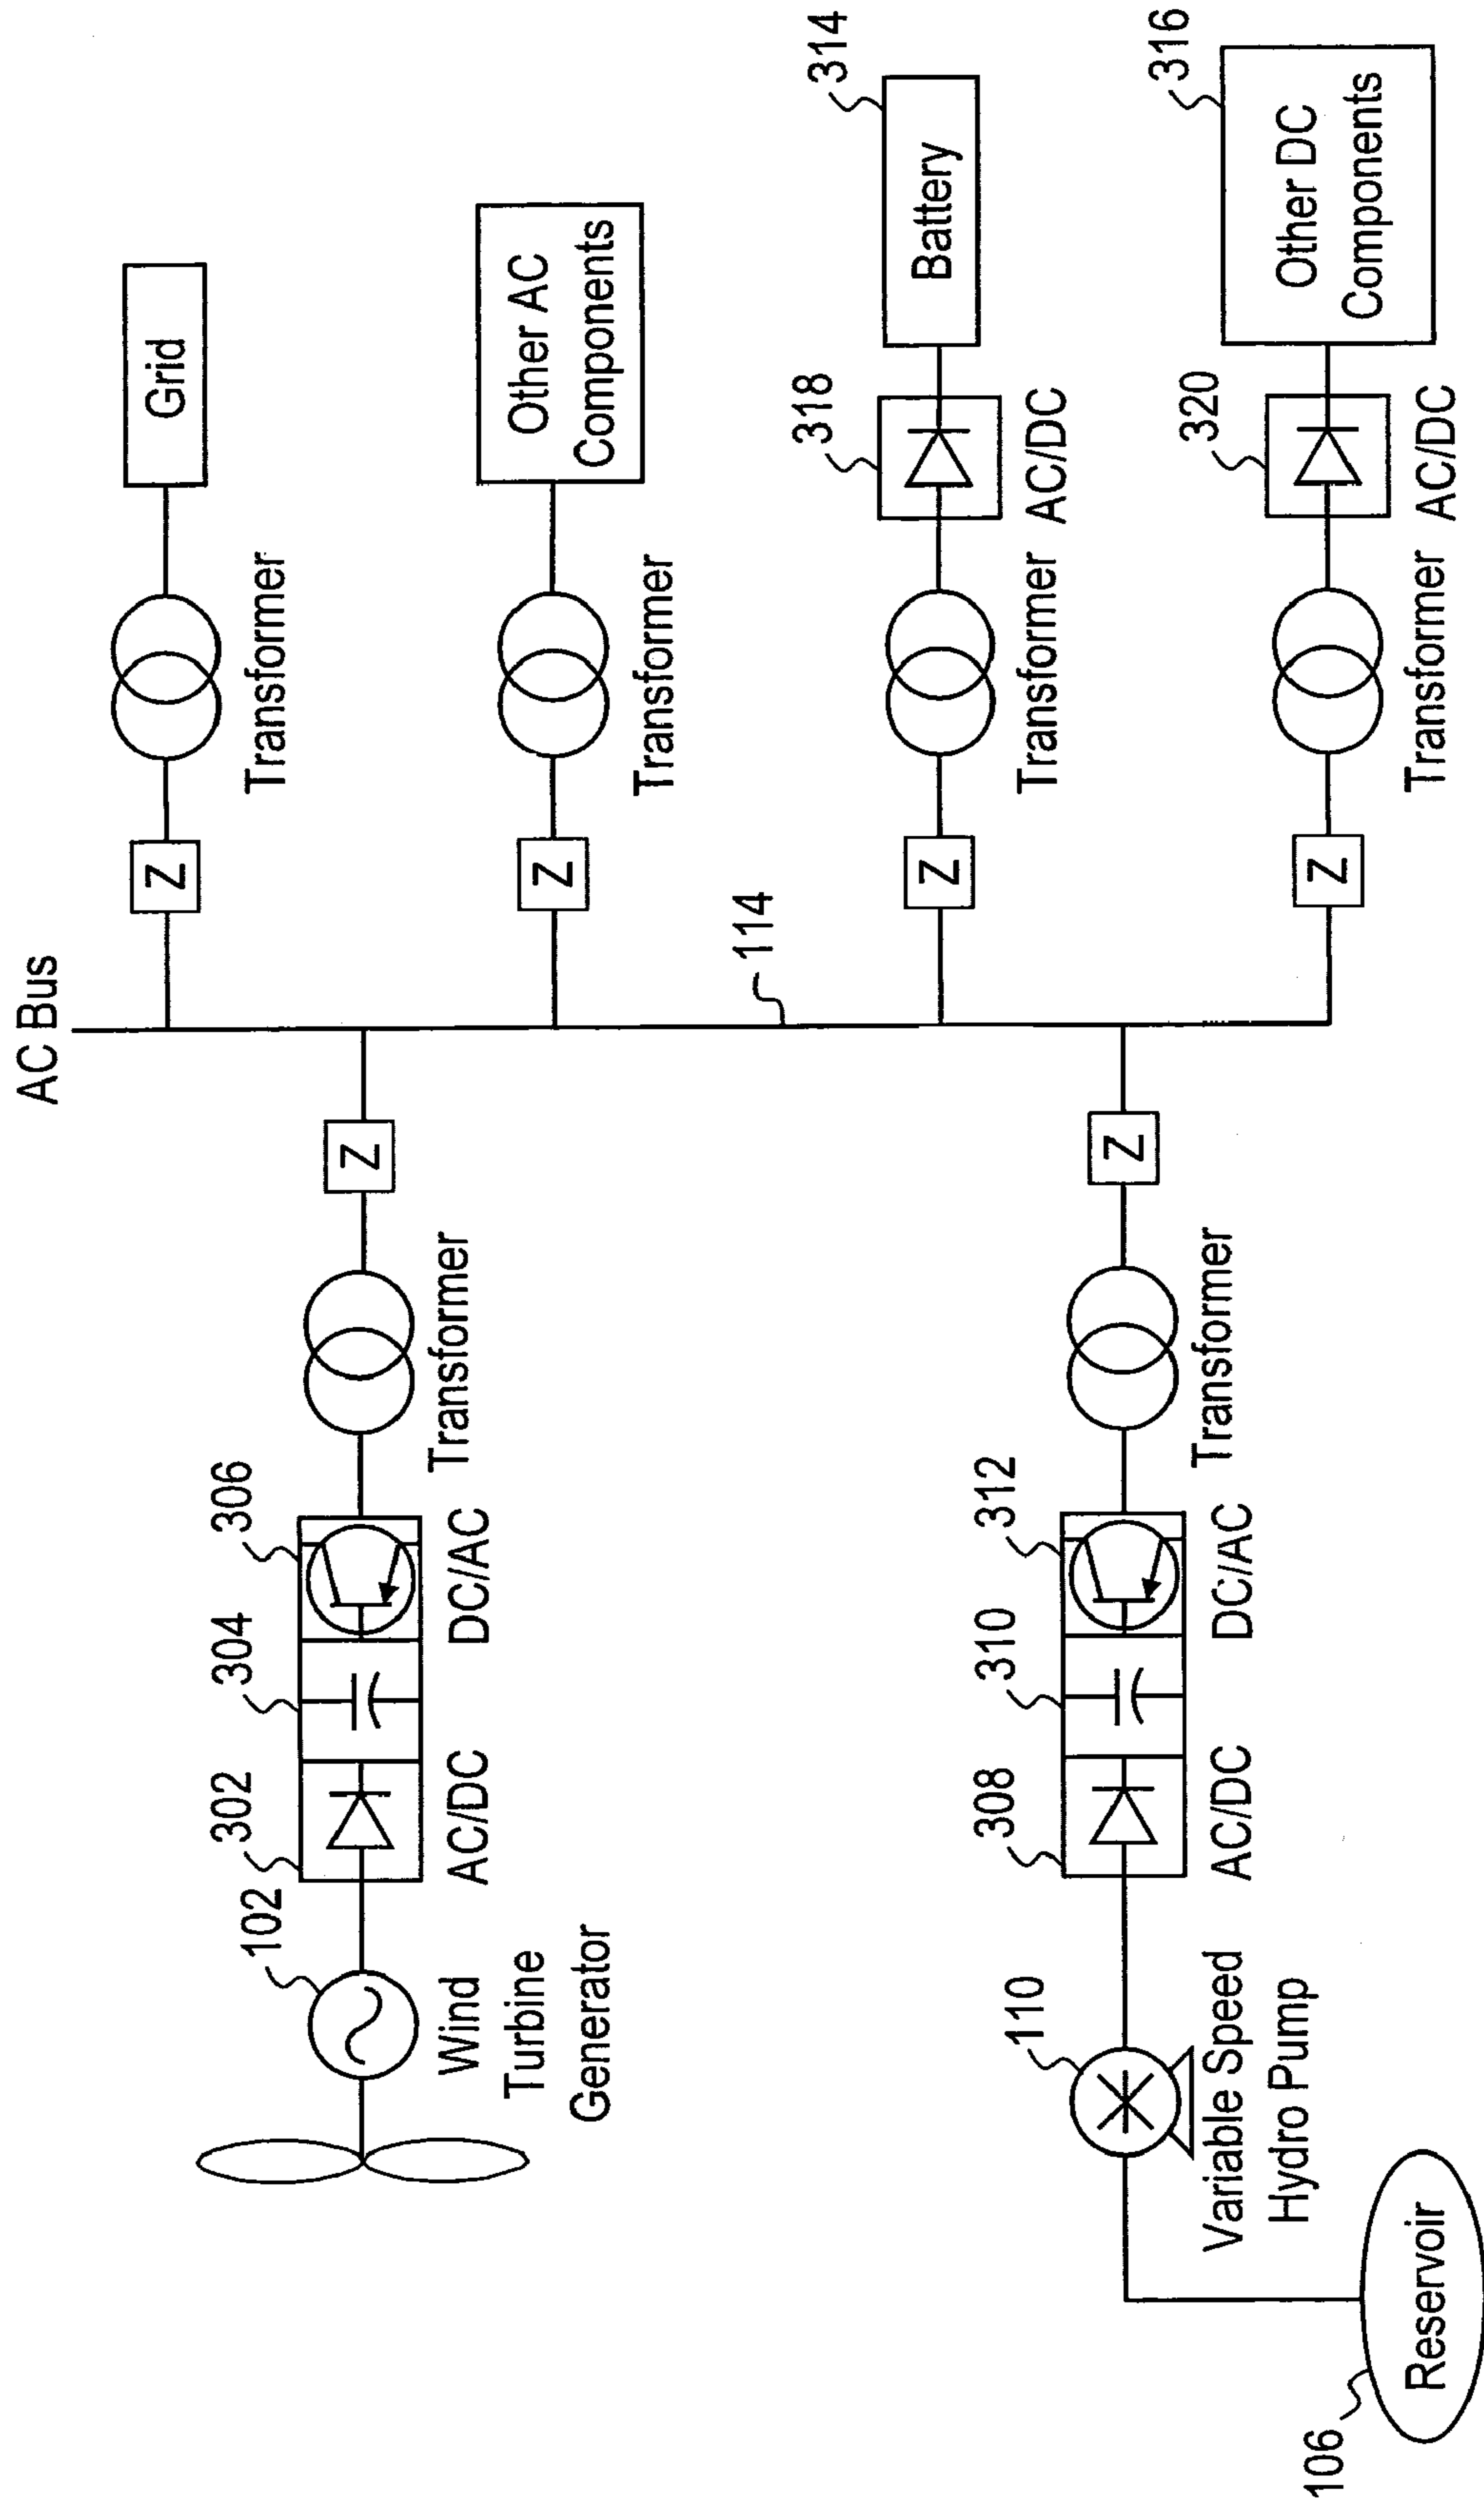 AC Bus
Grid
Z
Transformer
Other AC
Components
Z
Transformer
114
314
Battery
318
AC/DC
Z
Transformer
316
Other DC
Components
320
AC/DC
Z
Transformer
102
Wind
Turbine
Generator
302
304
306
AC/DC
DC/AC
Transformer
Z
106
Reservoir
110
Variable Speed
Hydro Pump
308
310
312
AC/DC
DC/AC
Transformer
Z